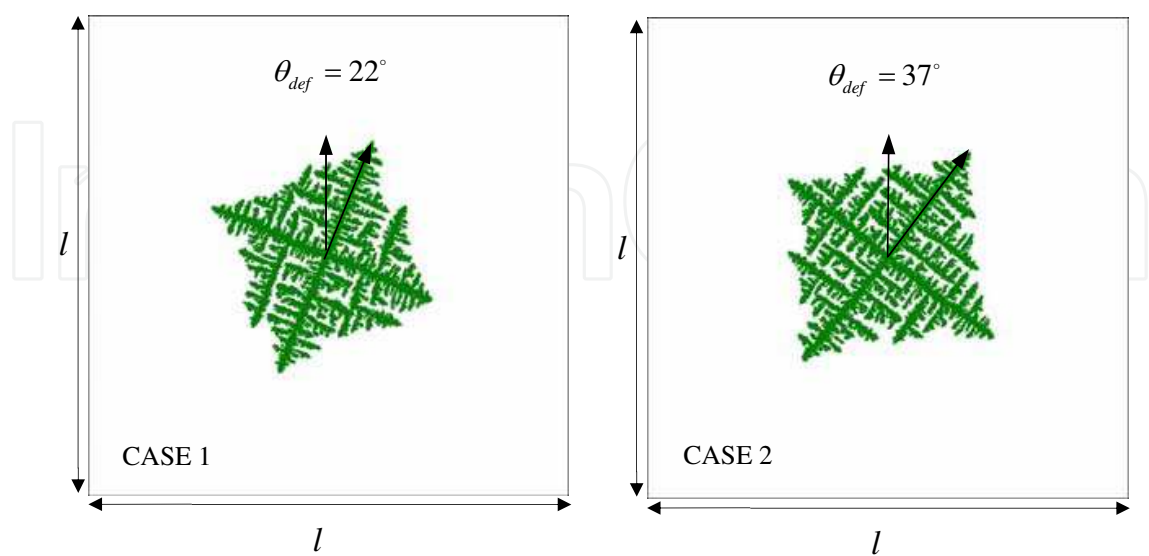 θ_def = 22°
l
CASE 1
l
θ_def = 37°
l
CASE 2
l